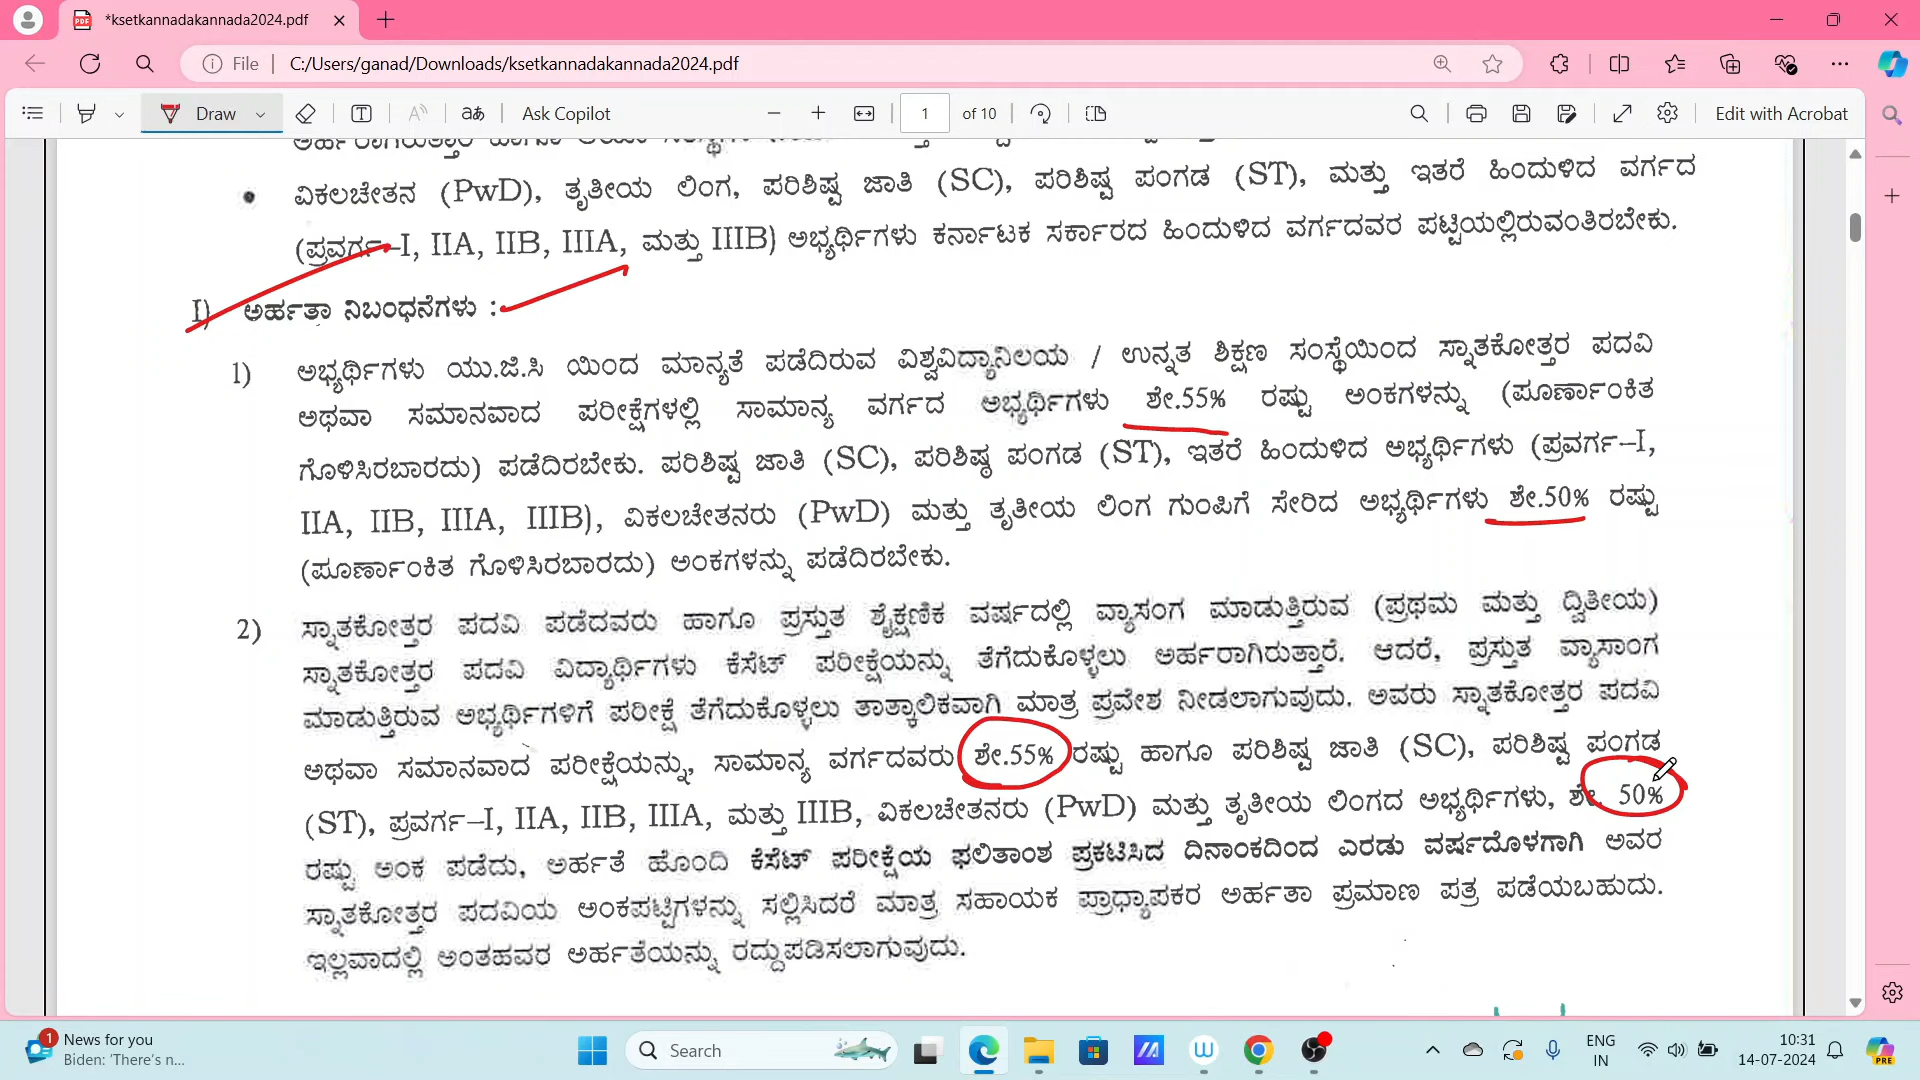 *ksetkannadakannada2024.pdf
File
C:/Users/ganad/Downloads/ksetkannadakannada2024.pdf
Draw
Ask Copilot
1 of 10
Edit with Acrobat
ವಿಕಲಚೇತನ (PwD), ತೃತೀಯ ಲಿಂಗ, ಪರಿಶಿಷ್ಟ ಜಾತಿ (SC), ಪರಿಶಿಷ್ಟ ಪಂಗಡ (ST), ಮತ್ತು ಇತರೆ ಹಿಂದುಳಿದ ವರ್ಗದ
(ಪ್ರವರ್ಗ-I, IIA, IIB, IIIA, ಮತ್ತು IIIB) ಅಭ್ಯರ್ಥಿಗಳು ಕರ್ನಾಟಕ ಸರ್ಕಾರದ ಹಿಂದುಳಿದ ವರ್ಗದವರ ಪಟ್ಟಿಯಲ್ಲಿರುವಂತಿರಬೇಕು.
I) ಅರ್ಹತಾ ನಿಬಂಧನೆಗಳು :
1) ಅಭ್ಯರ್ಥಿಗಳು ಯು.ಜಿ.ಸಿ ಯಿಂದ ಮಾನ್ಯತೆ ಪಡೆದಿರುವ ವಿಶ್ವವಿದ್ಯಾನಿಲಯ / ಉನ್ನತ ಶಿಕ್ಷಣ ಸಂಸ್ಥೆಯಿಂದ ಸ್ನಾತಕೋತ್ತರ ಪದವಿ
ಅಥವಾ ಸಮಾನವಾದ ಪರೀಕ್ಷೆಗಳಲ್ಲಿ ಸಾಮಾನ್ಯ ವರ್ಗದ ಅಭ್ಯರ್ಥಿಗಳು ಶೇ.55% ರಷ್ಟು ಅಂಕಗಳನ್ನು (ಪೂರ್ಣಾಂಕಿತ
ಗೊಳಿಸಿರಬಾರದು) ಪಡೆದಿರಬೇಕು. ಪರಿಶಿಷ್ಟ ಜಾತಿ (SC), ಪರಿಶಿಷ್ಠ ಪಂಗಡ (ST), ಇತರೆ ಹಿಂದುಳಿದ ಅಭ್ಯರ್ಥಿಗಳು (ಪ್ರವರ್ಗ-I,
IIA, IIB, IIIA, IIIB), ವಿಕಲಚೇತನರು (PwD) ಮತ್ತು ತೃತೀಯ ಲಿಂಗ ಗುಂಪಿಗೆ ಸೇರಿದ ಅಭ್ಯರ್ಥಿಗಳು ಶೇ.50% ರಷ್ಟು
(ಪೂರ್ಣಾಂಕಿತ ಗೊಳಿಸಿರಬಾರದು) ಅಂಕಗಳನ್ನು ಪಡೆದಿರಬೇಕು.
2) ಸ್ನಾತಕೋತ್ತರ ಪದವಿ ಪಡೆದವರು ಹಾಗೂ ಪ್ರಸ್ತುತ ಶೈಕ್ಷಣಿಕ ವರ್ಷದಲ್ಲಿ ವ್ಯಾಸಂಗ ಮಾಡುತ್ತಿರುವ (ಪ್ರಥಮ ಮತ್ತು ದ್ವಿತೀಯ)
ಸ್ನಾತಕೋತ್ತರ ಪದವಿ ವಿದ್ಯಾರ್ಥಿಗಳು ಕೆಸೆಟ್ ಪರೀಕ್ಷೆಯನ್ನು ತೆಗೆದುಕೊಳ್ಳಲು ಅರ್ಹರಾಗಿರುತ್ತಾರೆ. ಆದರೆ, ಪ್ರಸ್ತುತ ವ್ಯಾಸಾಂಗ
ಮಾಡುತ್ತಿರುವ ಅಭ್ಯರ್ಥಿಗಳಿಗೆ ಪರೀಕ್ಷೆ ತೆಗೆದುಕೊಳ್ಳಲು ತಾತ್ಕಾಲಿಕವಾಗಿ ಮಾತ್ರ ಪ್ರವೇಶ ನೀಡಲಾಗುವುದು. ಅವರು ಸ್ನಾತಕೋತ್ತರ ಪದವಿ
ಅಥವಾ ಸಮಾನವಾದ ಪರೀಕ್ಷೆಯನ್ನು, ಸಾಮಾನ್ಯ ವರ್ಗದವರು ಶೇ.55% ರಷ್ಟು ಹಾಗೂ ಪರಿಶಿಷ್ಟ ಜಾತಿ (SC), ಪರಿಶಿಷ್ಟ ಪಂಗಡ
(ST), ಪ್ರವರ್ಗ-I, IIA, IIB, IIIA, ಮತ್ತು IIIB, ವಿಕಲಚೇತನರು (PwD) ಮತ್ತು ತೃತೀಯ ಲಿಂಗದ ಅಭ್ಯರ್ಥಿಗಳು, ಶೇ. 50%
ರಷ್ಟು ಅಂಕ ಪಡೆದು, ಅರ್ಹತೆ ಹೊಂದಿ ಕೆಸೆಟ್ ಪರೀಕ್ಷೆಯ ಫಲಿತಾಂಶ ಪ್ರಕಟಿಸಿದ ದಿನಾಂಕದಿಂದ ಎರಡು ವರ್ಷದೊಳಗಾಗಿ ಅವರ
ಸ್ನಾತಕೋತ್ತರ ಪದವಿಯ ಅಂಕಪಟ್ಟಿಗಳನ್ನು ಸಲ್ಲಿಸಿದರೆ ಮಾತ್ರ ಸಹಾಯಕ ಪ್ರಾಧ್ಯಾಪಕರ ಅರ್ಹತಾ ಪ್ರಮಾಣ ಪತ್ರ ಪಡೆಯಬಹುದು.
ಇಲ್ಲವಾದಲ್ಲಿ ಅಂತಹವರ ಅರ್ಹತೆಯನ್ನು ರದ್ದುಪಡಿಸಲಾಗುವುದು.
1 News for you
Biden: 'There's n...
Search
ENG
IN
10:31
14-07-2024